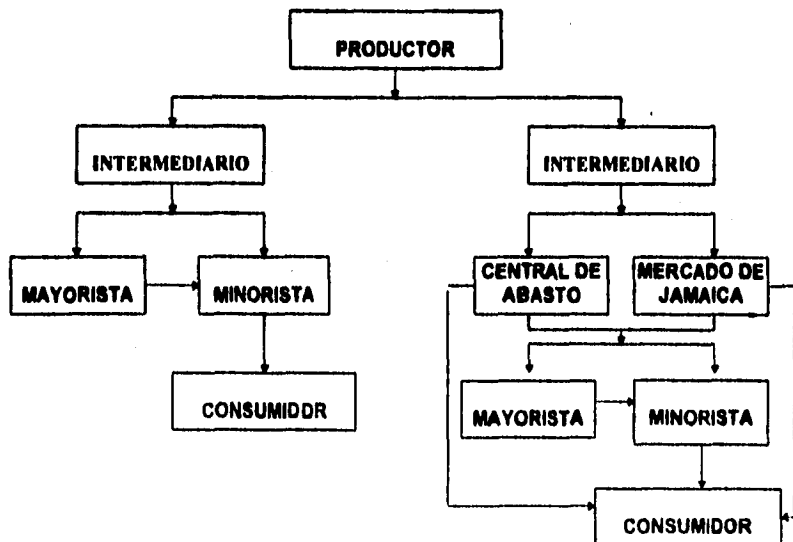 PRODUCTOR
INTERMEDIARIO
INTERMEDIARIO
MAYORISTA
MINORISTA
CENTRAL DE
ABASTO
MERCADO DE
JAMAICA
CONSUMIDDR
MAYORISTA
MINORISTA
CONSUMIDOR